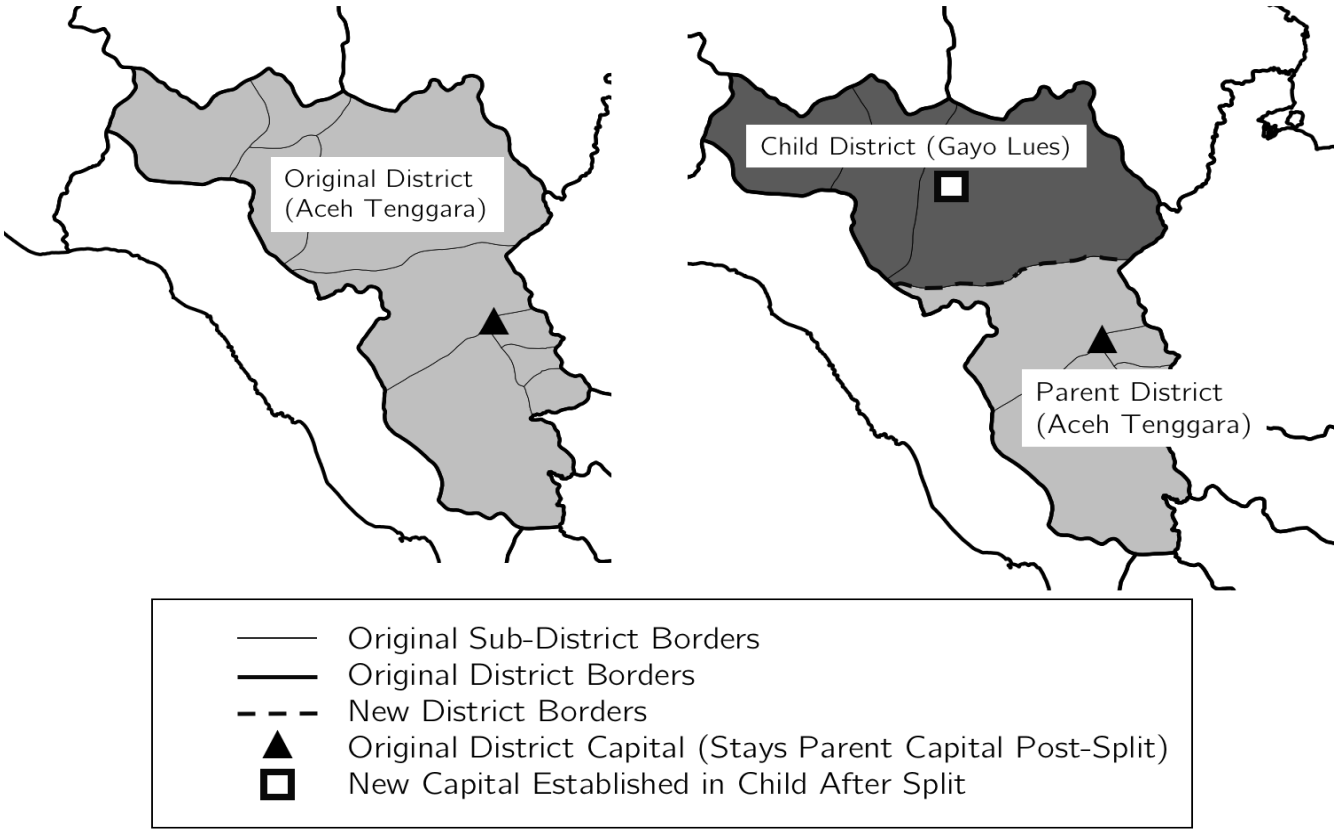 Original District
(Aceh Tenggara)
Child District (Gayo Lues)
Parent District
(Aceh Tenggara)
Original Sub-District Borders
Original District Borders
New District Borders
Original District Capital (Stays Parent Capital Post-Split)
New Capital Established in Child After Split